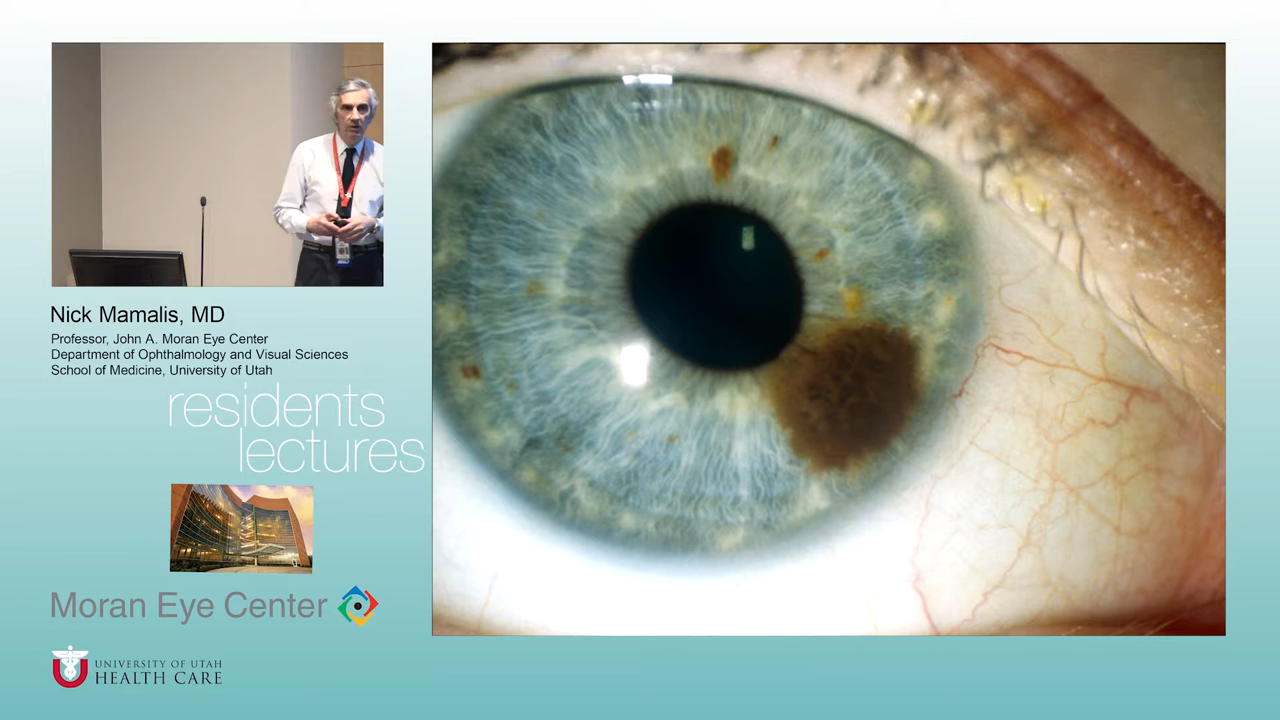 Nick Mamalis, MD
Professor, John A. Moran Eye Center
Department of Ophthalmology and Visual Sciences
School of Medicine, University of Utah
residents
lectures
Moran Eye Center
UNIVERSITY OF UTAH
HEALTH CARE